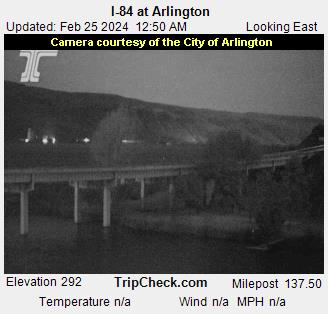 I-84 at Arlington
Updated: Feb 25 2024 12:50 AM Looking East
Camera courtesy of the City of Arlington
Elevation 292 TripCheck.com Milepost 137.50
Temperature n/a Wind n/a MPH n/a